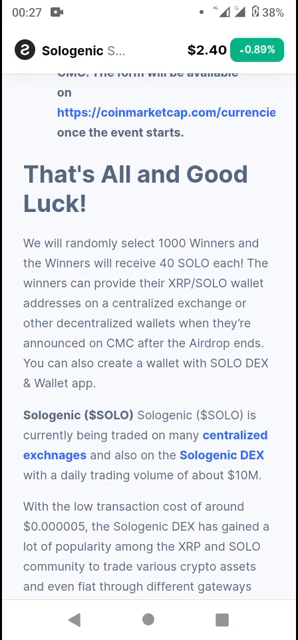 00:27
38%
Sologenic S...
$2.40
0.89%
CMC. The form will be available
on
https://coinmarketcap.com/currencie
once the event starts.
That's All and Good
Luck!
We will randomly select 1000 Winners and
the Winners will receive 40 SOLO each! The
winners can provide their XRP/SOLO wallet
addresses on a centralized exchange or
other decentralized wallets when they're
announced on CMC after the Airdrop ends.
You can also create a wallet with SOLO DEX
& Wallet app.
Sologenic ($SOLO) Sologenic ($SOLO) is
currently being traded on many centralized
exchnages and also on the Sologenic DEX
with a daily trading volume of about $10M.
With the low transaction cost of around
$0.000005, the Sologenic DEX has gained a
lot of popularity among the XRP and SOLO
community to trade various crypto assets
and even fiat through different gateways